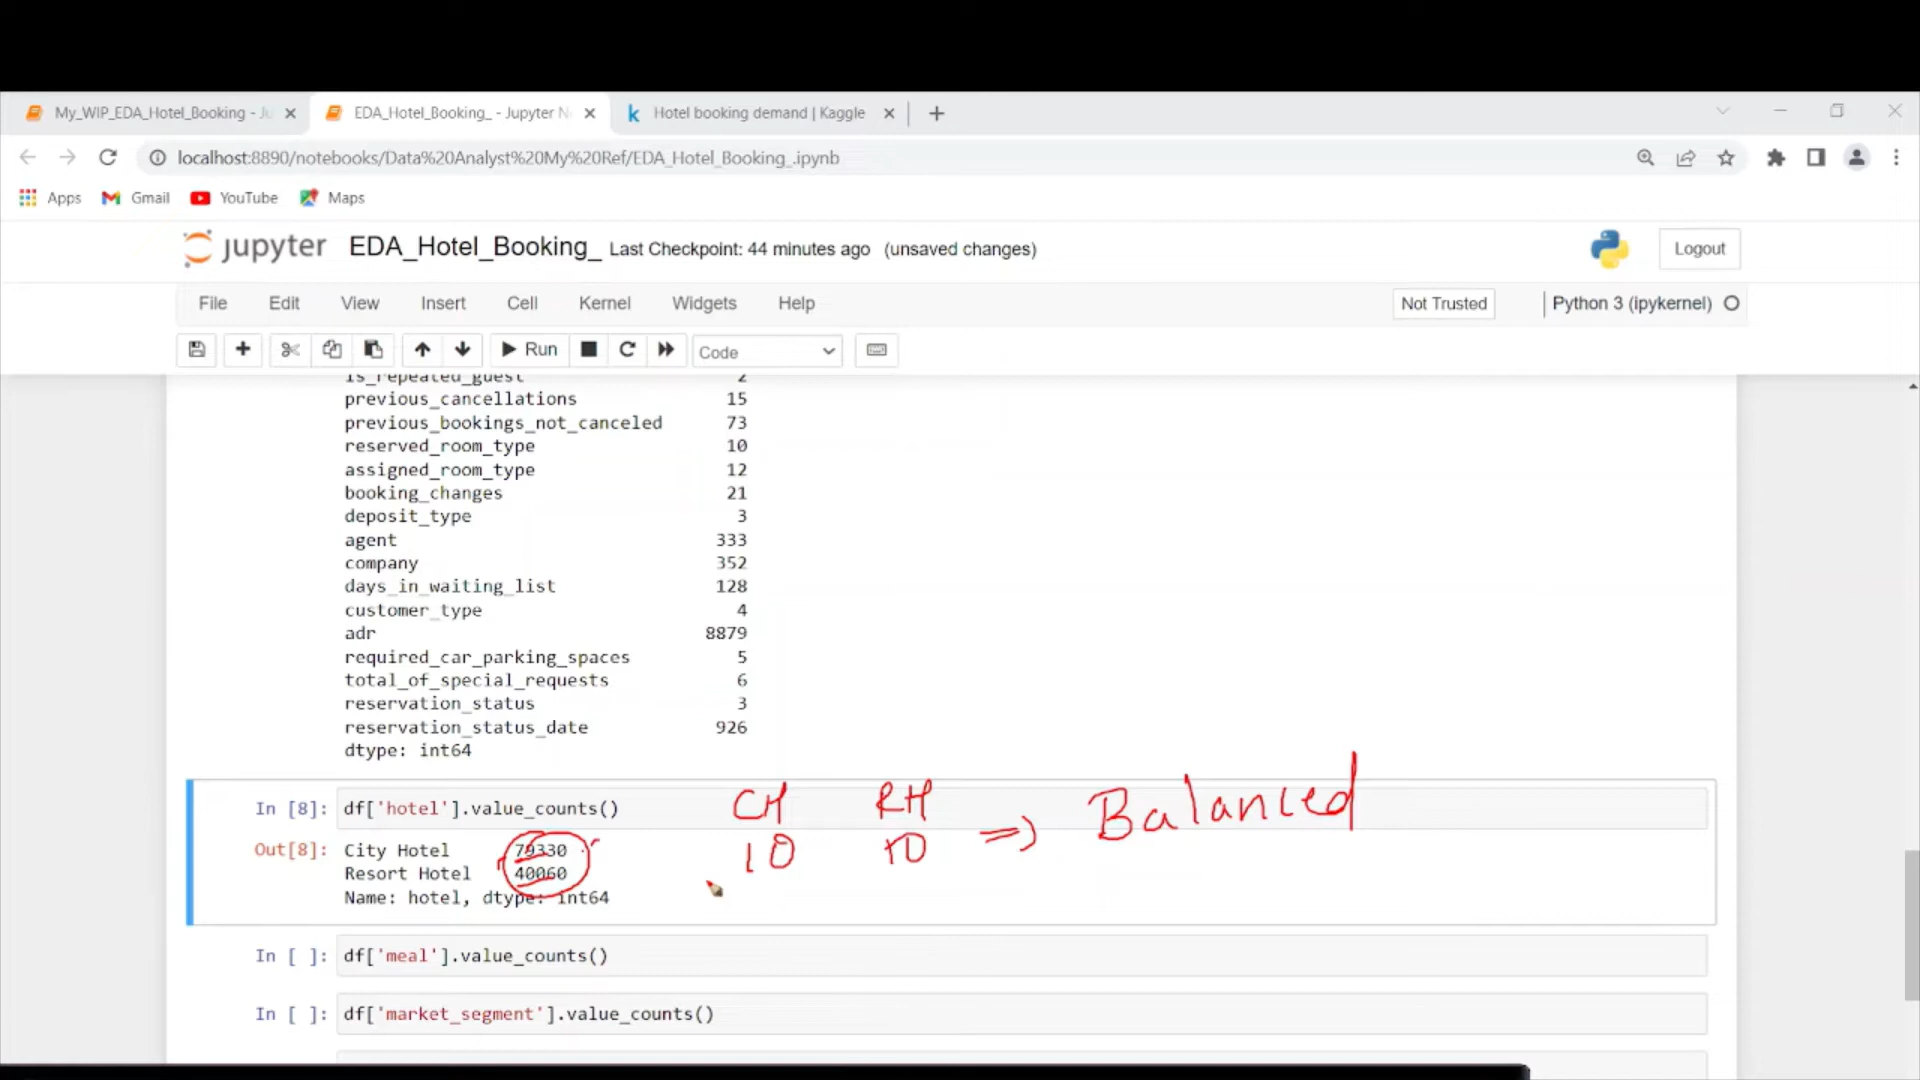 My_WIP_EDA_Hotel_Booking - Ju
EDA_Hotel_Booking_ - Jupyter N
Hotel booking demand | Kaggle
localhost:8890/notebooks/Data%20Analyst%20My%20Ref/EDA_Hotel_Booking_.ipynb
Apps Gmail YouTube Maps
jupyter EDA_Hotel_Booking_ Last Checkpoint: 44 minutes ago (unsaved changes)
Logout
File Edit View Insert Cell Kernel Widgets Help
Not Trusted
Python 3 (ipykernel)
Run
Code
is_repeated_guest 2
previous_cancellations 15
previous_bookings_not_canceled 73
reserved_room_type 10
assigned_room_type 12
booking_changes 21
deposit_type 3
agent 333
company 352
days_in_waiting_list 128
customer_type 4
adr 8879
required_car_parking_spaces 5
total_of_special_requests 6
reservation_status 3
reservation_status_date 926
dtype: int64
In [8]: df['hotel'].value_counts()
CH RH
10 10 => Balanced
Out[8]: City Hotel 79330
Resort Hotel 40060
Name: hotel, dtype: int64
In [ ]: df['meal'].value_counts()
In [ ]: df['market_segment'].value_counts()